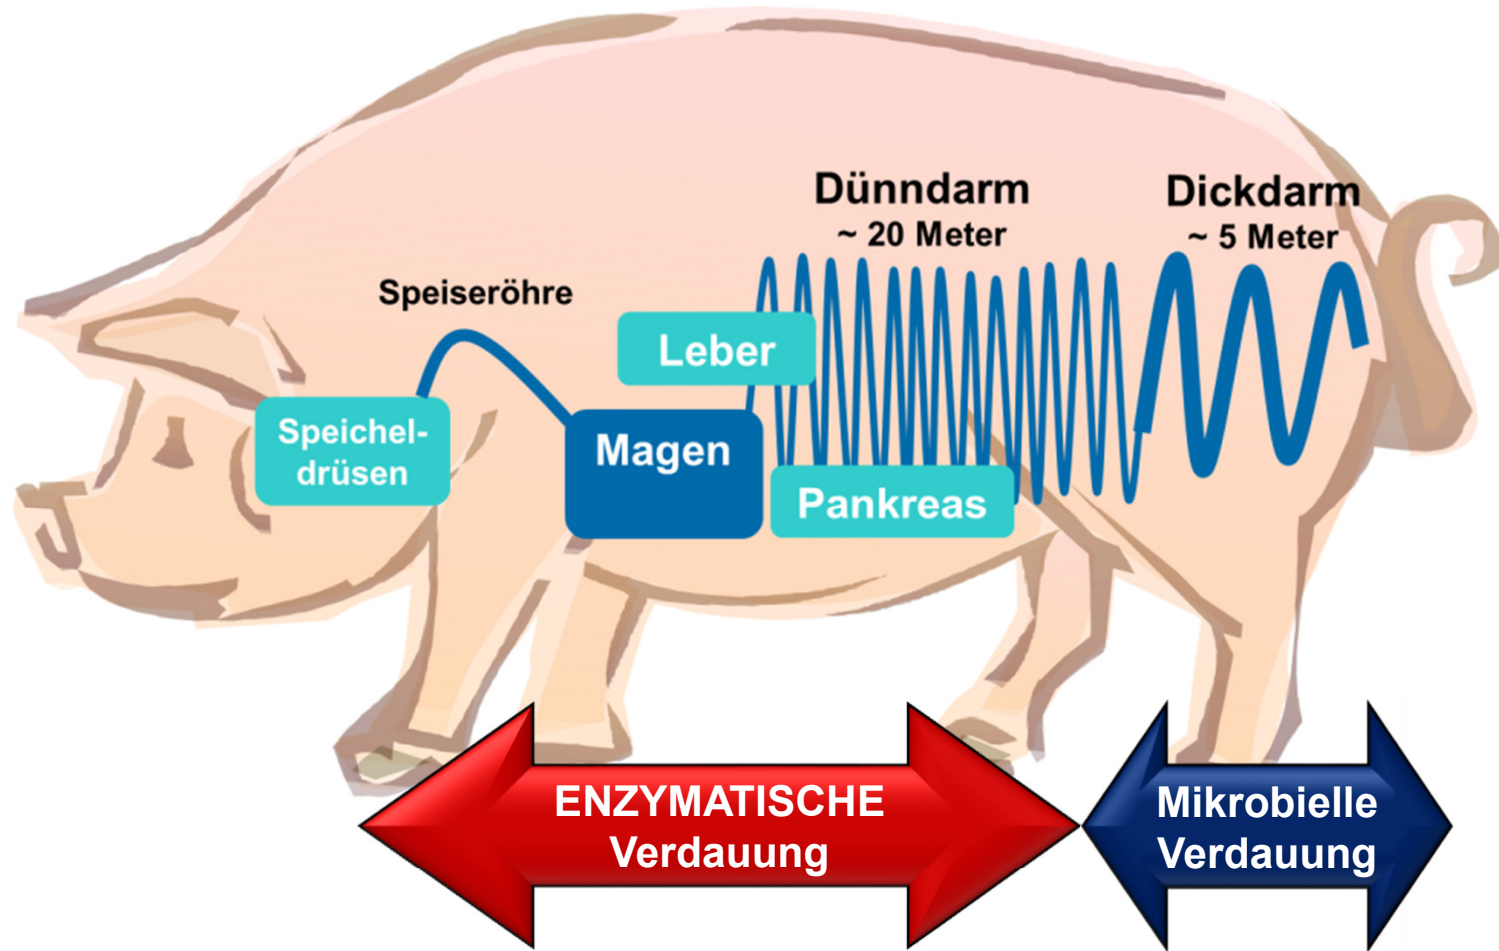 Dünndarm
~ 20 Meter
Dickdarm
~ 5 Meter
Speiseröhre
Leber
Speichel-
drüsen
Magen
Pankreas
ENZYMATISCHE
Verdauung
Mikrobielle
Verdauung